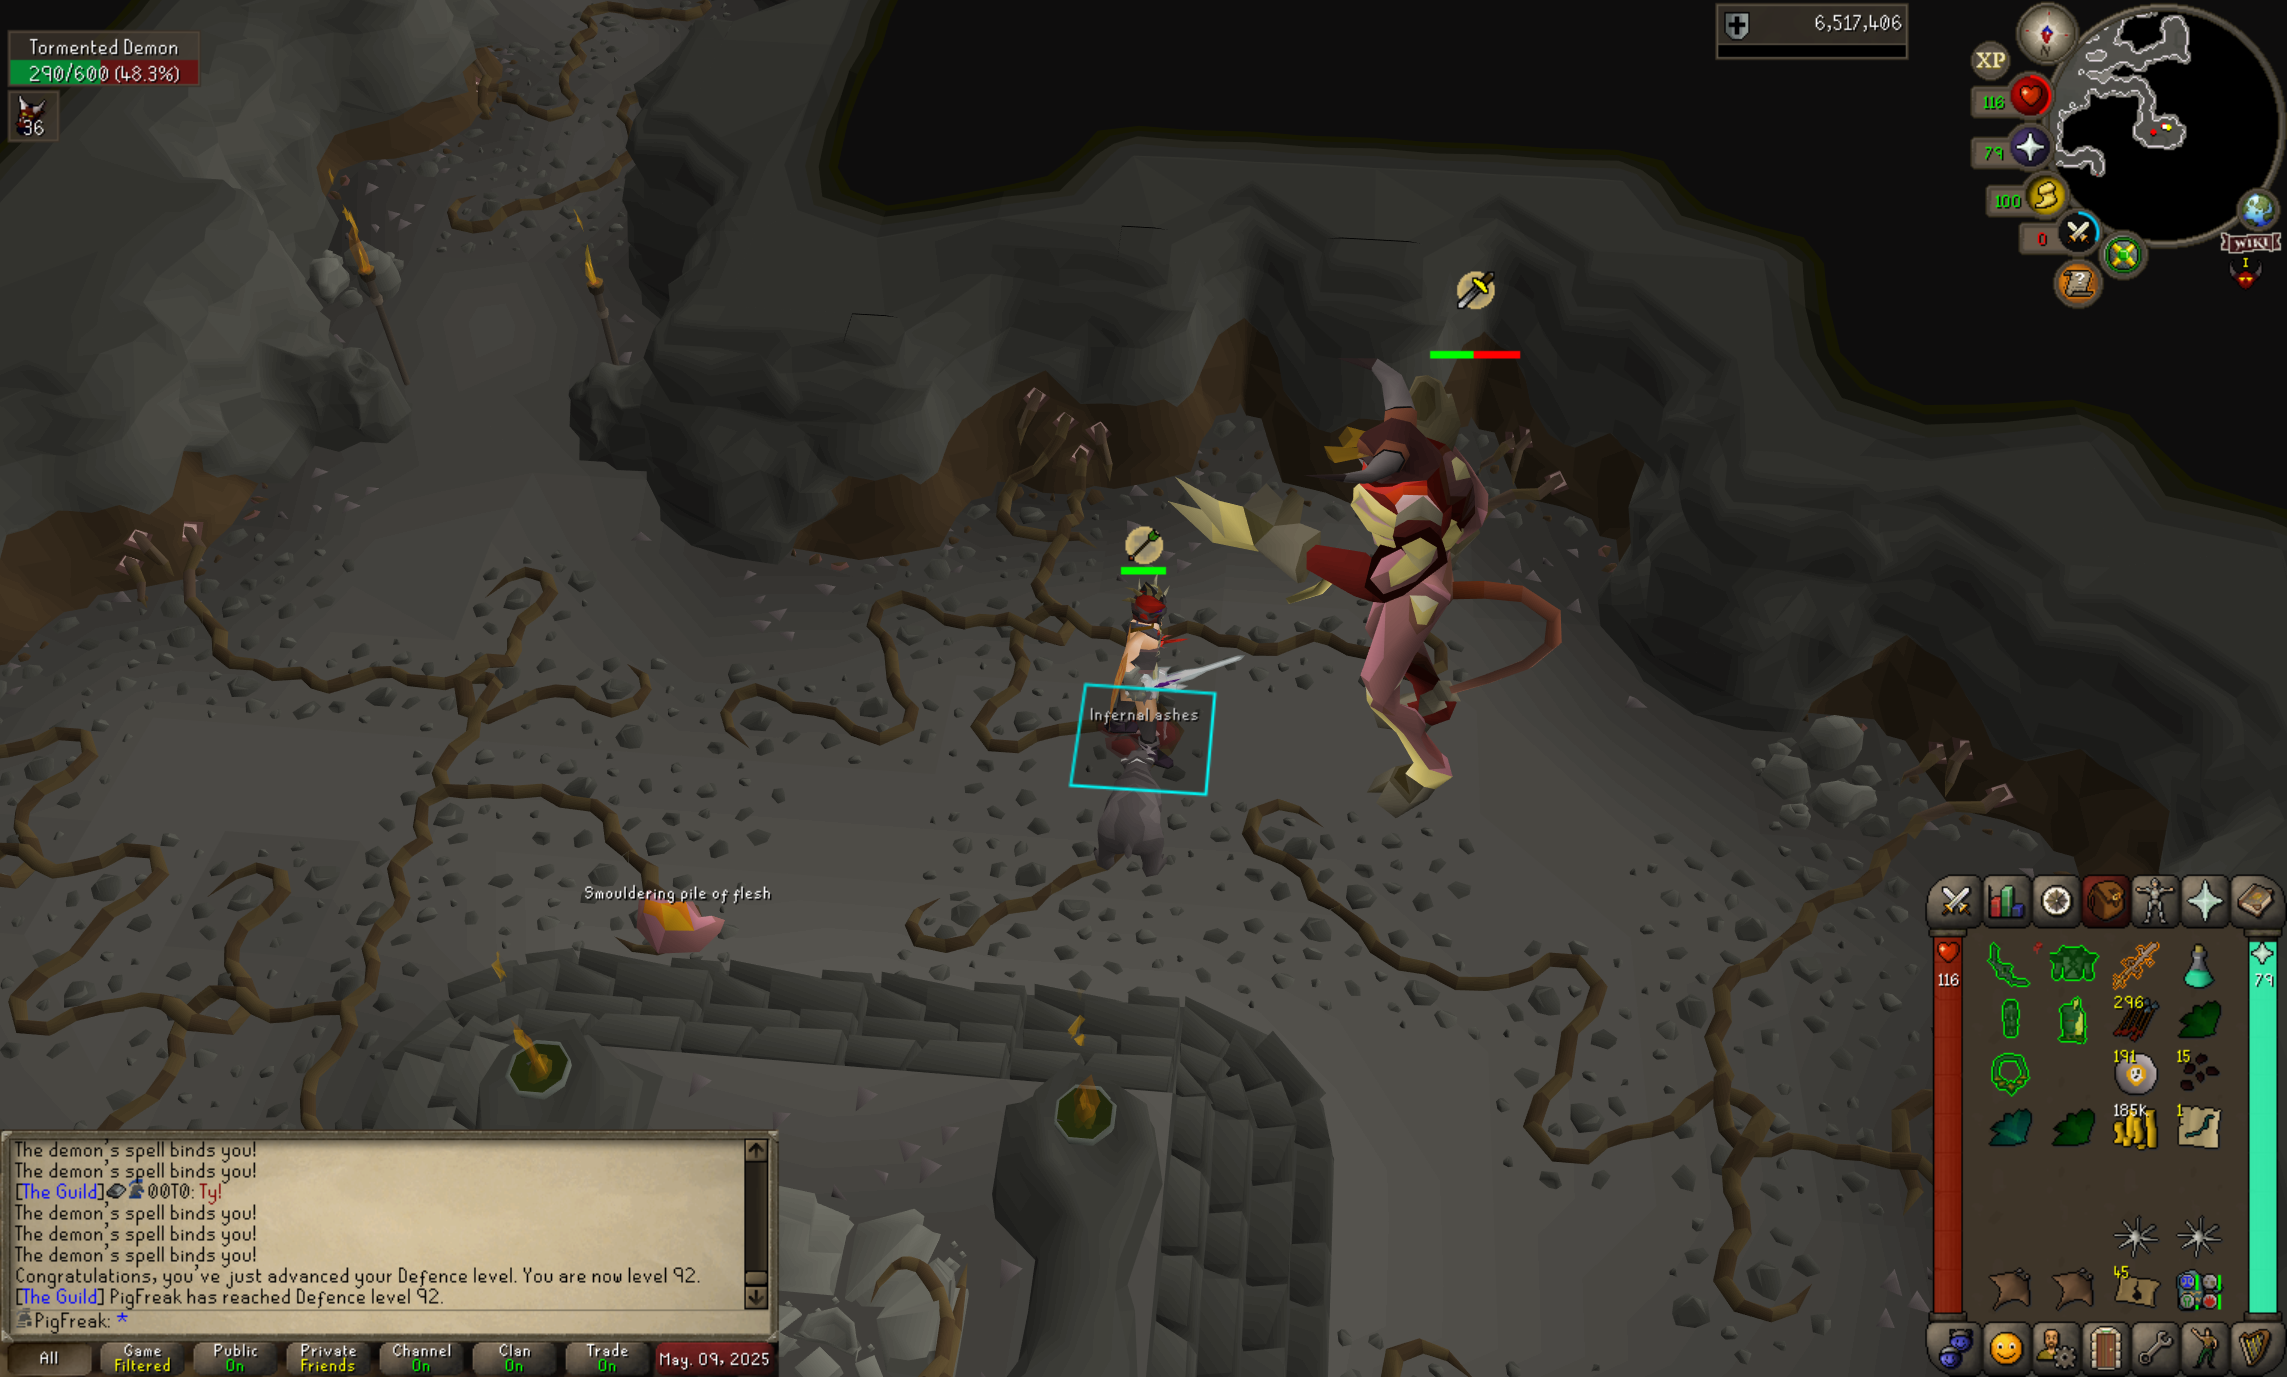 Tormented Demon
290/600 (48.3%)
36
6,517,406
XP
N
116
79
100
0
WIKI
I
Infernal ashes
Smouldering pile of flesh
116
79
296
191
15
185K
1
45
The demon's spell binds you!
The demon's spell binds you!
[The Guild] 00T0: Ty!
The demon's spell binds you!
The demon's spell binds you!
The demon's spell binds you!
Congratulations, you've just advanced your Defence level. You are now level 92.
[The Guild] PigFreak has reached Defence level 92.
PigFreak: *
All
Game
Filtered
Public
On
Private
Friends
Channel
On
Clan
On
Trade
On
May. 09, 2025